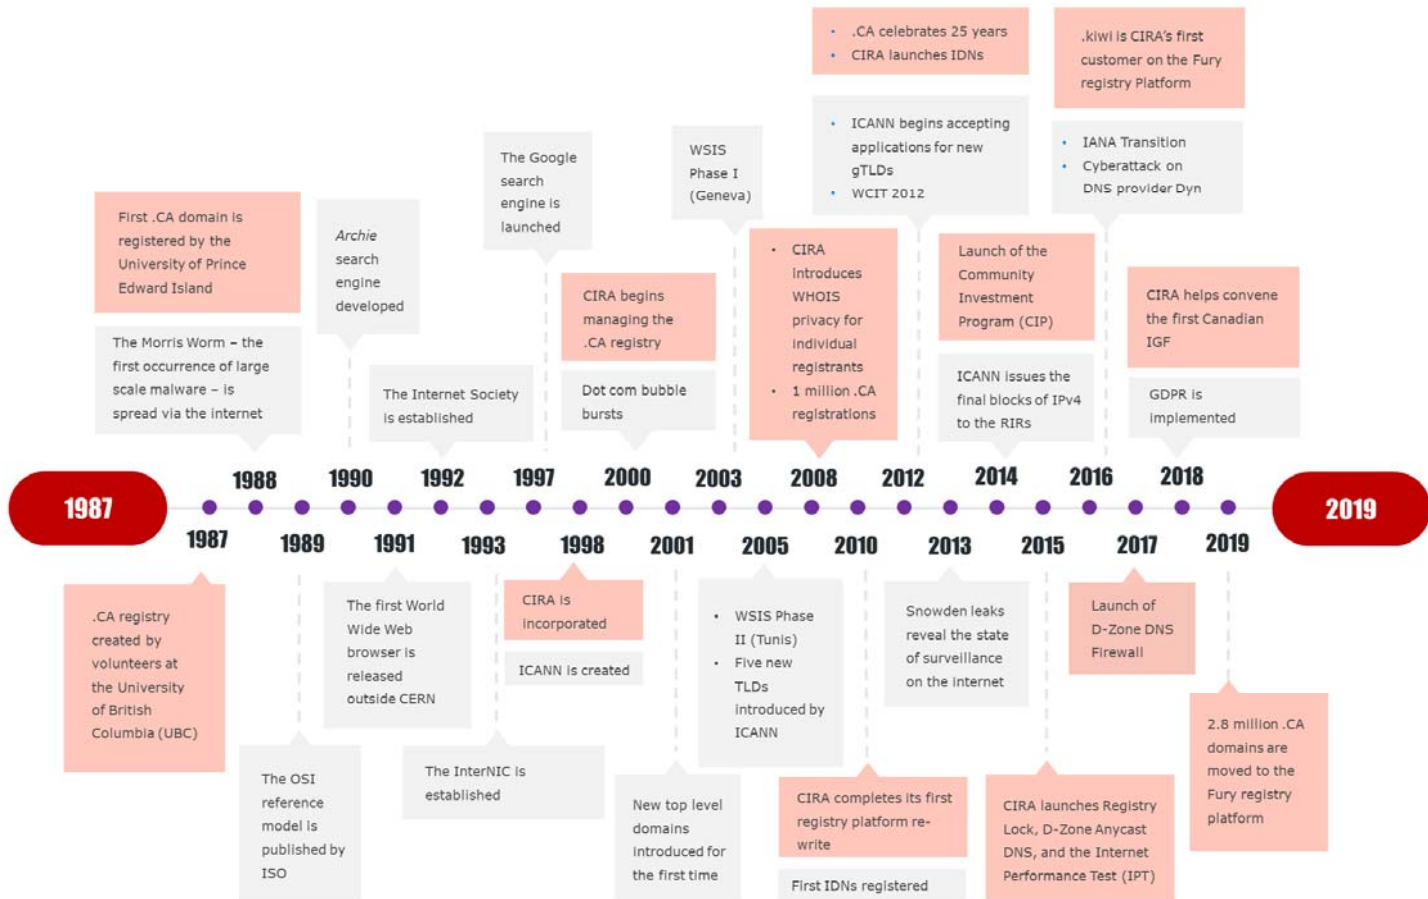 • .CA celebrates 25 years
• CIRA launches IDNs
.kiwi is CIRA's first
customer on the Fury
registry Platform
• ICANN begins accepting
applications for new
gTLDs
• WCIT 2012
• IANA Transition
• Cyberattack on
DNS provider Dyn
WSIS
Phase I
(Geneva)
The Google
search
engine is
launched
First .CA domain is
registered by the
University of Prince
Edward Island
Archie
search
engine
developed
• CIRA
introduces
WHOIS
privacy for
individual
registrants
• 1 million .CA
registrations
Launch of the
Community
Investment
Program (CIP)
CIRA helps convene
the first Canadian
IGF
CIRA begins
managing the
.CA registry
The Morris Worm – the
first occurrence of large
scale malware – is
spread via the internet
The Internet Society
is established
Dot com bubble
bursts
ICANN issues the
final blocks of IPv4
to the RIRs
GDPR is
implemented
1988 1990 1992 1997 2000 2003 2008 2012 2014 2016 2018
1987
2019
1987 1989 1991 1993 1998 2001 2005 2010 2013 2015 2017 2019
.CA registry
created by
volunteers at
the University
of British
Columbia (UBC)
The first World
Wide Web
browser is
released
outside CERN
CIRA is
incorporated
ICANN is created
• WSIS Phase
II (Tunis)
• Five new
TLDs
introduced by
ICANN
Snowden leaks
reveal the state
of surveillance
on the internet
Launch of
D-Zone DNS
Firewall
2.8 million .CA
domains are
moved to the
Fury registry
platform
The OSI
reference
model is
published by
ISO
The InterNIC is
established
New top level
domains
introduced for
the first time
CIRA completes its first
registry platform re-
write
First IDNs registered
CIRA launches Registry
Lock, D-Zone Anycast
DNS, and the Internet
Performance Test (IPT)